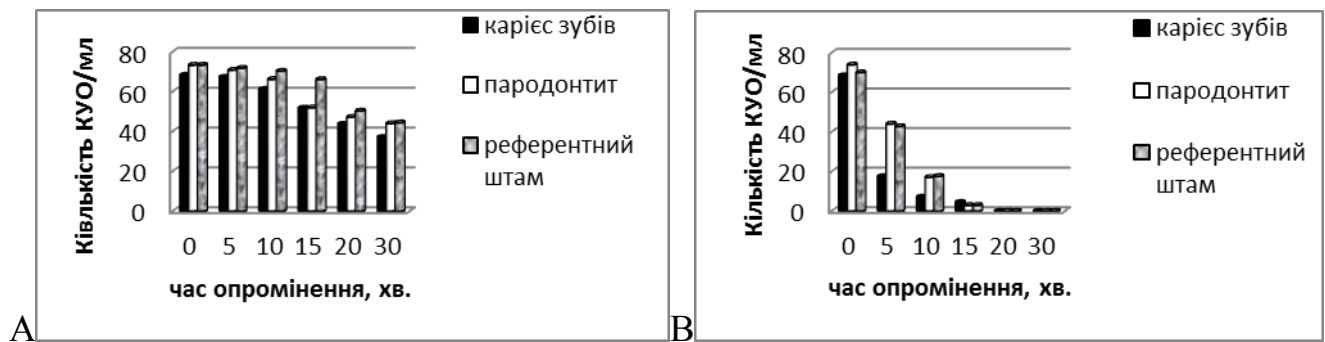 80
60
40
20
0
Ківлькість КУО/мл
0 5 10 15 20 30
час опромінення, хв.
карієс зубів
пародонтит
референтний
штам
А
80
60
40
20
0
Кількість КУО/мл
0 5 10 15 20 30
час опромінення, хв.
карієс зубів
пародонтит
референтний
штам
В